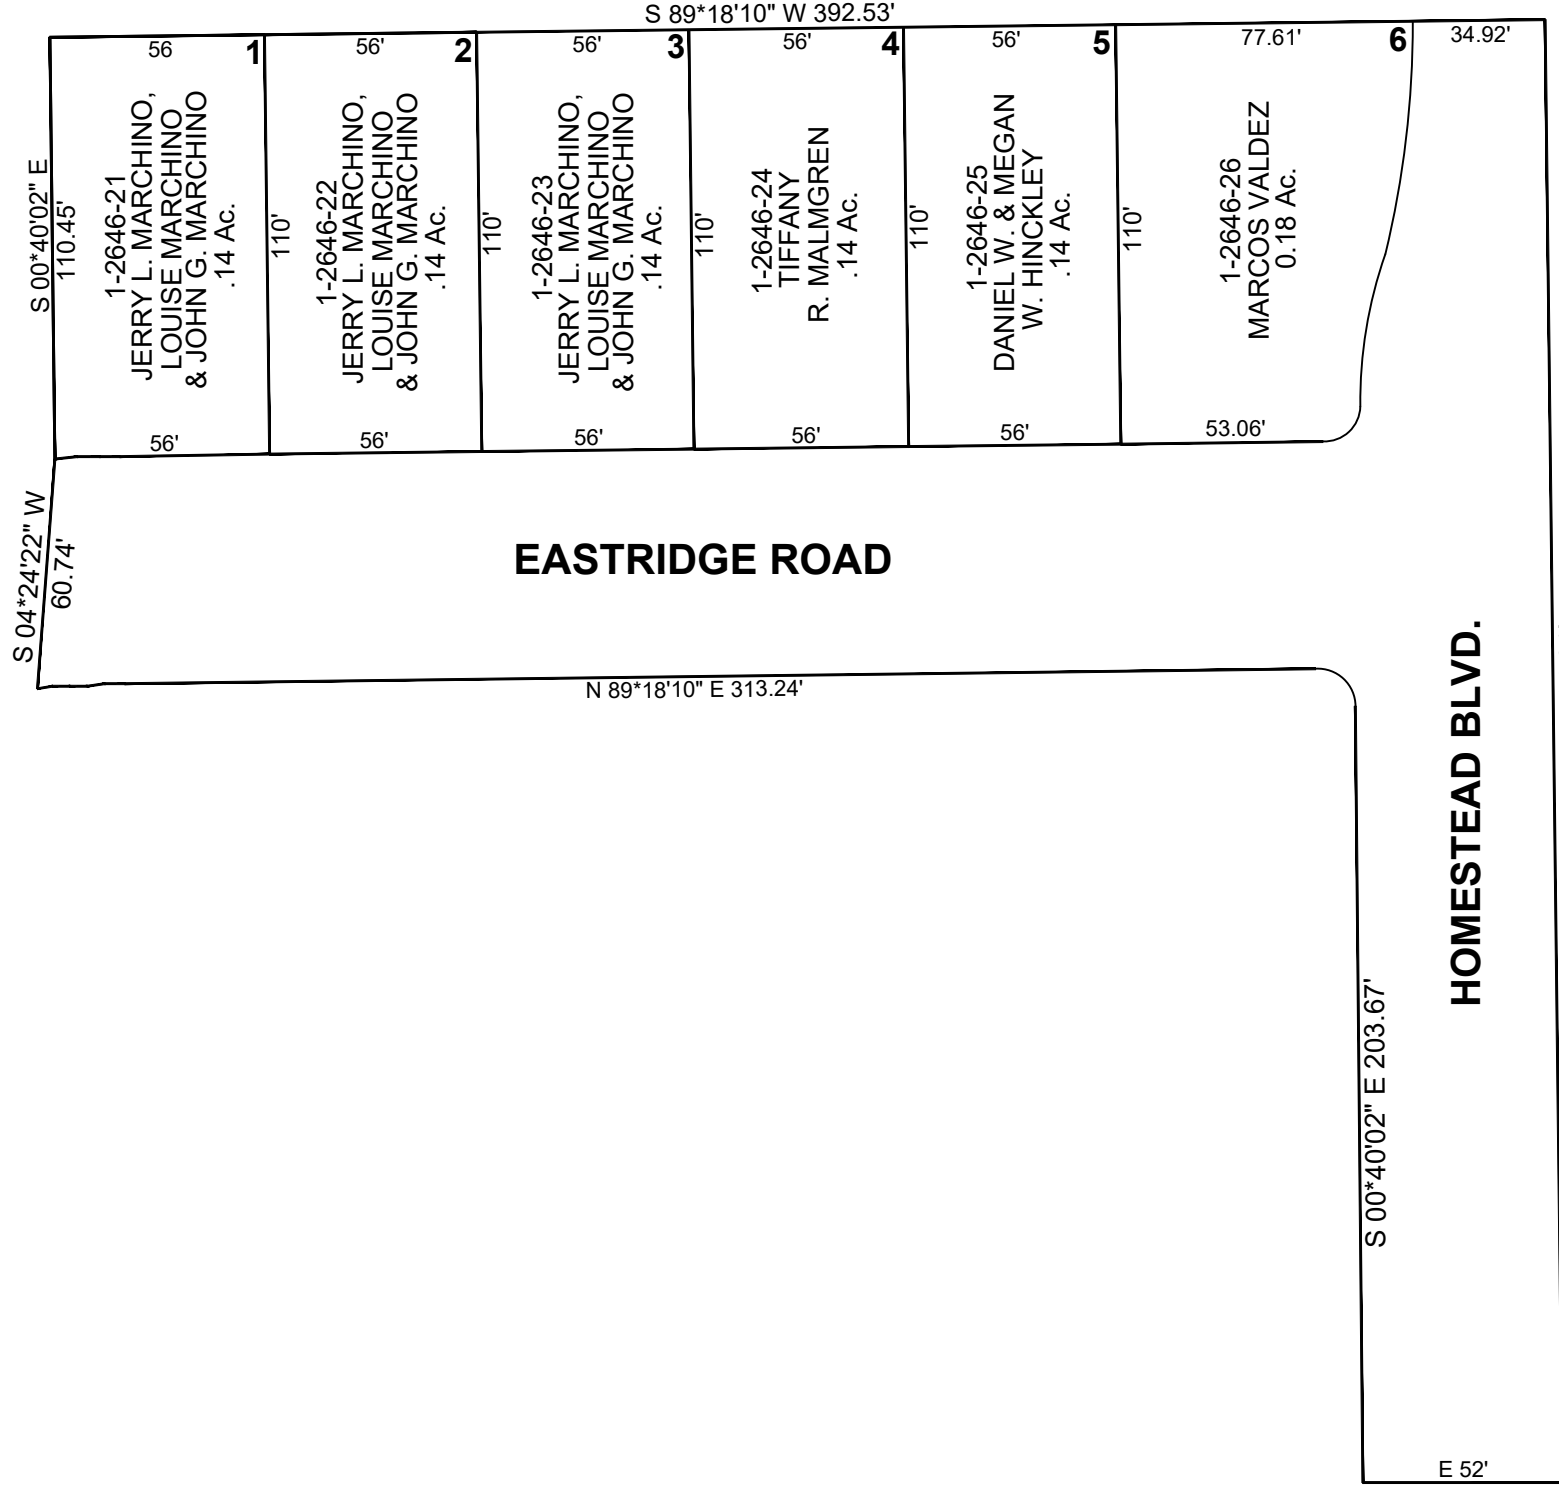 S 89*18'10" W 392.53'
56
1
56'
2
56'
3
56'
4
56'
5
77.61'
6
34.92'
S 00*40'02" E
110.45'
1-2646-21
JERRY L. MARCHINO,
LOUISE MARCHINO
& JOHN G. MARCHINO
.14 Ac.
110'
1-2646-22
JERRY L. MARCHINO,
LOUISE MARCHINO
& JOHN G. MARCHINO
.14 Ac.
110'
1-2646-23
JERRY L. MARCHINO,
LOUISE MARCHINO
& JOHN G. MARCHINO
.14 Ac.
110'
1-2646-24
TIFFANY
R. MALMGREN
.14 Ac.
110'
1-2646-25
DANIEL W. & MEGAN
W. HINCKLEY
.14 Ac.
110'
1-2646-26
MARCOS VALDEZ
0.18 Ac.
56'
56'
56'
56'
56'
53.06'
S 04*24'22" W
60.74'
EASTRIDGE ROAD
N 89*18'10" E 313.24'
HOMESTEAD BLVD.
S 00*40'02" E 203.67'
E 52'